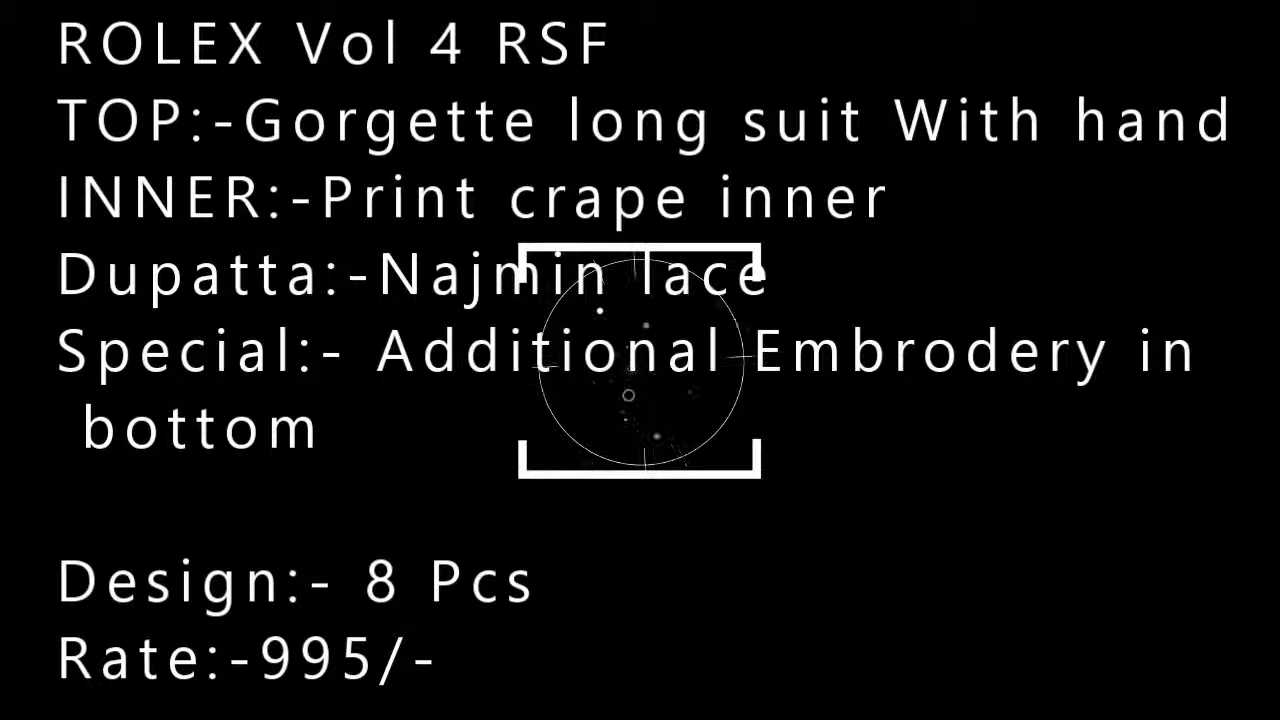 ROLEX Vol 4 RSF
TOP:-Gorgette long suit With hand
INNER:-Print crape inner
Dupatta:-Najmin lace
Special:- Additional Embrodery in
bottom
Design:- 8 Pcs
Rate:-995/-